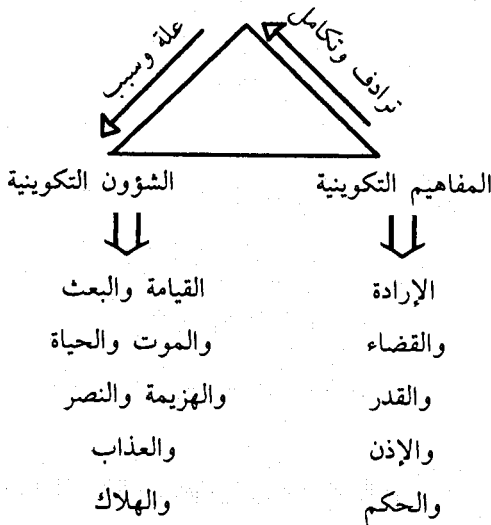 ترادف وتكامل
علة وسبب
المفاهيم التكوينية
الشؤون التكوينية
الإرادة
والقضاء
والقدر
والإذن
والحكم
القيامة والبعث
والموت والحياة
والهزيمة والنصر
والعذاب
والهلاك